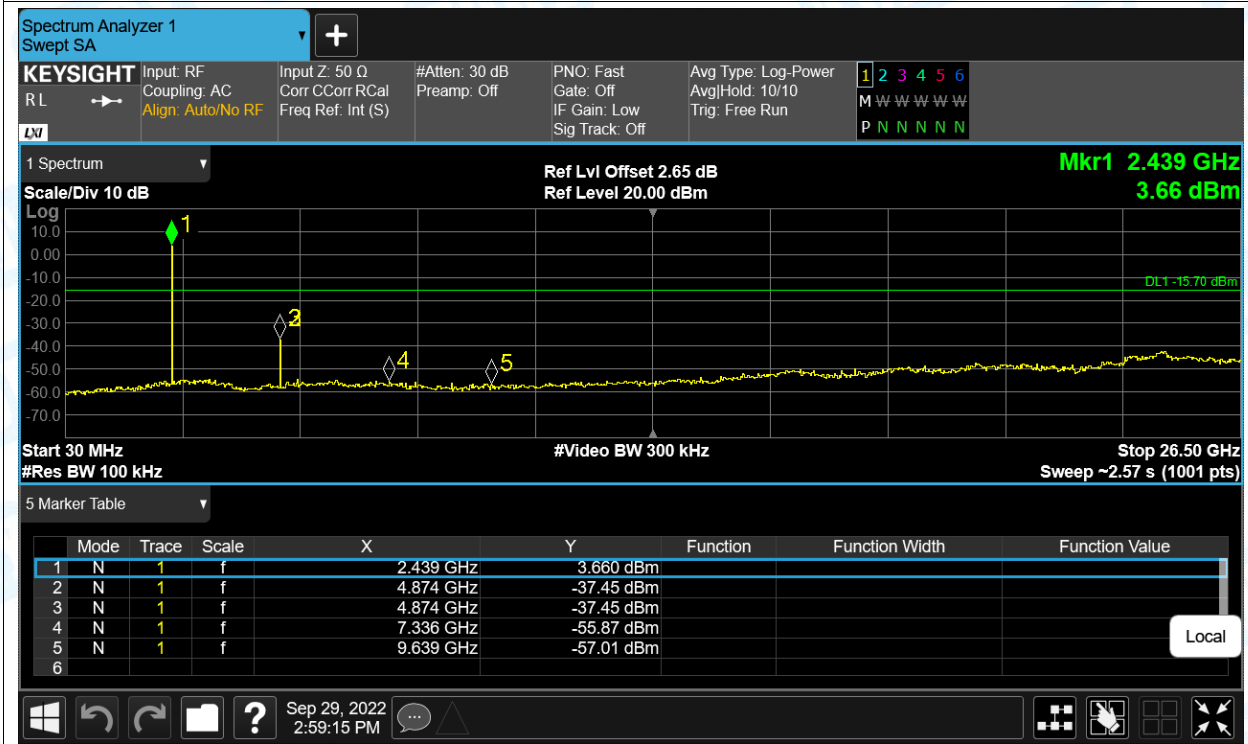 Spectrum Analyzer 1
Swept SA
KEYSIGHT
R L
LXI
Input: RF
Coupling: AC
Align: Auto/No RF
Input Z: 50 Ω
Corr CCorr RCal
Freq Ref: Int (S)
#Atten: 30 dB
Preamp: Off
PNO: Fast
Gate: Off
IF Gain: Low
Sig Track: Off
Avg Type: Log-Power
Avg|Hold: 10/10
Trig: Free Run
1 2 3 4 5 6
M W W W W W
P N N N N N
1 Spectrum
Scale/Div 10 dB
Ref Lvl Offset 2.65 dB
Ref Level 20.00 dBm
Mkr1 2.439 GHz
3.66 dBm
Log
10.0
0.00
-10.0
-20.0
-30.0
-40.0
-50.0
-60.0
-70.0
1
4
5
DL1 -15.70 dBm
Start 30 MHz
#Video BW 300 kHz
Stop 26.50 GHz
#Res BW 100 kHz
Sweep ~2.57 s (1001 pts)
5 Marker Table
Mode Trace Scale X Y Function Function Width Function Value
1 N 1 f 2.439 GHz 3.660 dBm
2 N 1 f 4.874 GHz -37.45 dBm
3 N 1 f 4.874 GHz -37.45 dBm
4 N 1 f 7.336 GHz -55.87 dBm
5 N 1 f 9.639 GHz -57.01 dBm
6
Local
?
Sep 29, 2022
2:59:15 PM